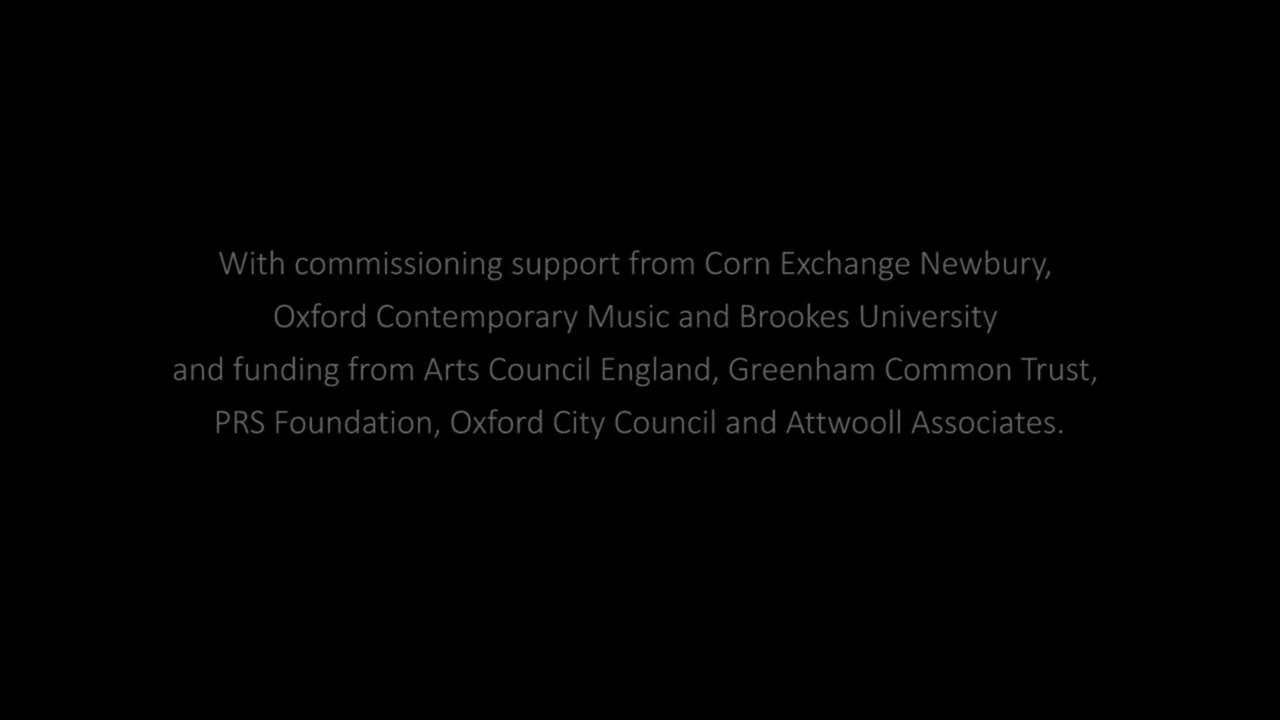 With commissioning support from Corn Exchange Newbury,
Oxford Contemporary Music and Brookes University
and funding from Arts Council England, Greenham Common Trust,
PRS Foundation, Oxford City Council and Attwooll Associates.